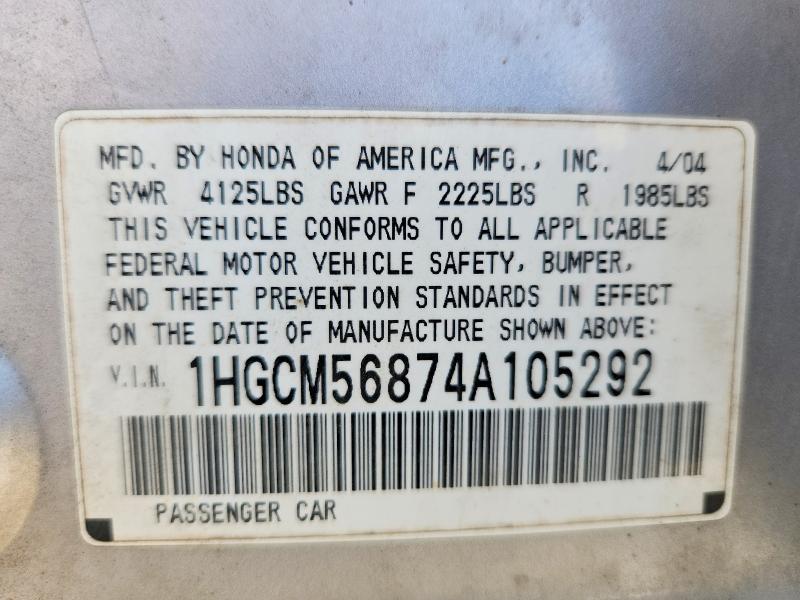 MFD. BY HONDA OF AMERICA MFG., INC. 4/04
GVWR 4125LBS GAWR F 2225LBS R 1985LBS
THIS VEHICLE CONFORMS TO ALL APPLICABLE
FEDERAL MOTOR VEHICLE SAFETY, BUMPER,
AND THEFT PREVENTION STANDARDS IN EFFECT
ON THE DATE OF MANUFACTURE SHOWN ABOVE:
V.I.N. 1HGCM56874A105292
PASSENGER CAR